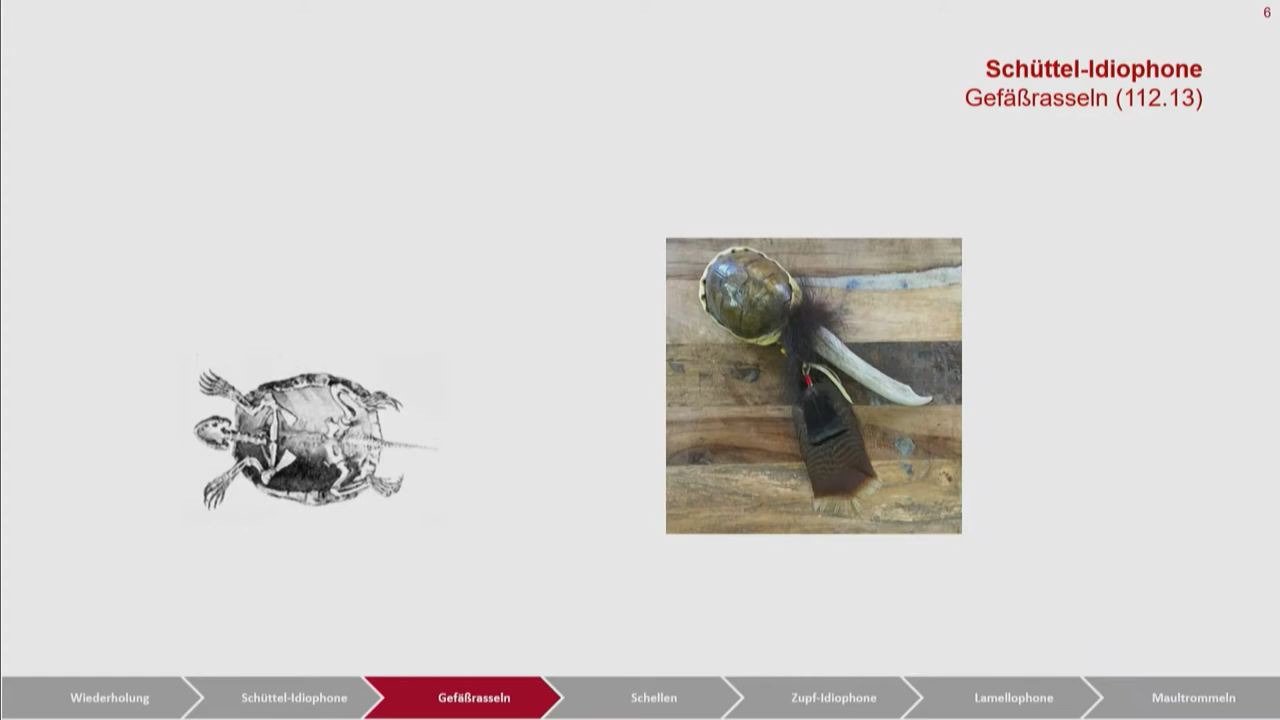 6
Schüttel-Idiophone
Gefäßrasseln (112.13)
Wiederholung
Schüttel-Idiophone
Gefäßrasseln
Schellen
Zupf-Idiophone
Lamellophone
Maultrommeln